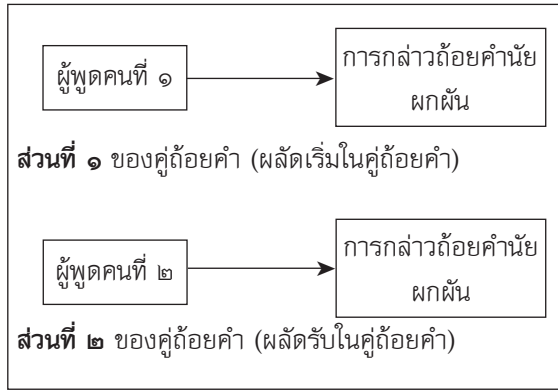 ผู้พูดคนที่ ๑
การกล่าวถ้อยคำนัย
ผกผัน
ส่วนที่ ๑ ของคู่ถ้อยคำ (ผลัดเริ่มในคู่ถ้อยคำ)
ผู้พูดคนที่ ๒
การกล่าวถ้อยคำนัย
ผกผัน
ส่วนที่ ๒ ของคู่ถ้อยคำ (ผลัดรับในคู่ถ้อยคำ)